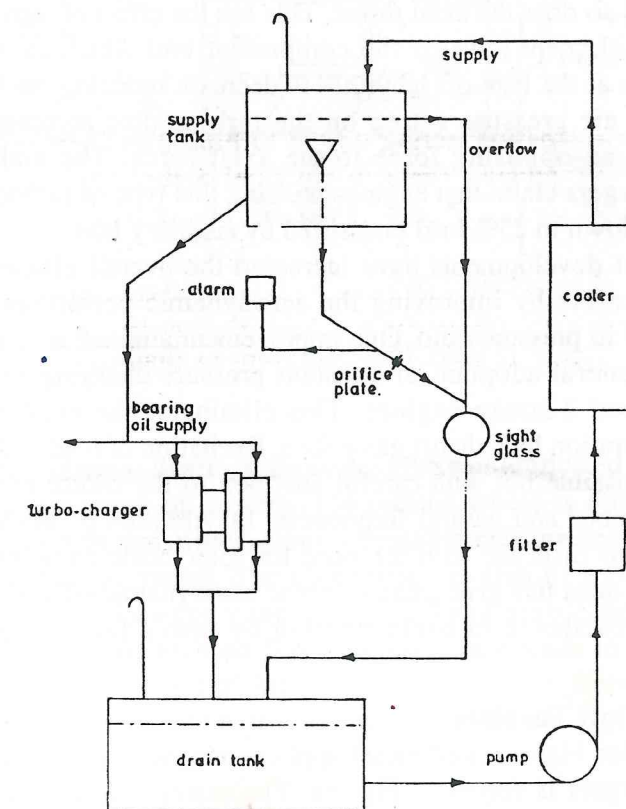 supply
supply
tank
overflow
alarm
cooler
orifice
plate.
bearing
oil supply
sight
glass
turbo-charger
filter
drain tank
pump